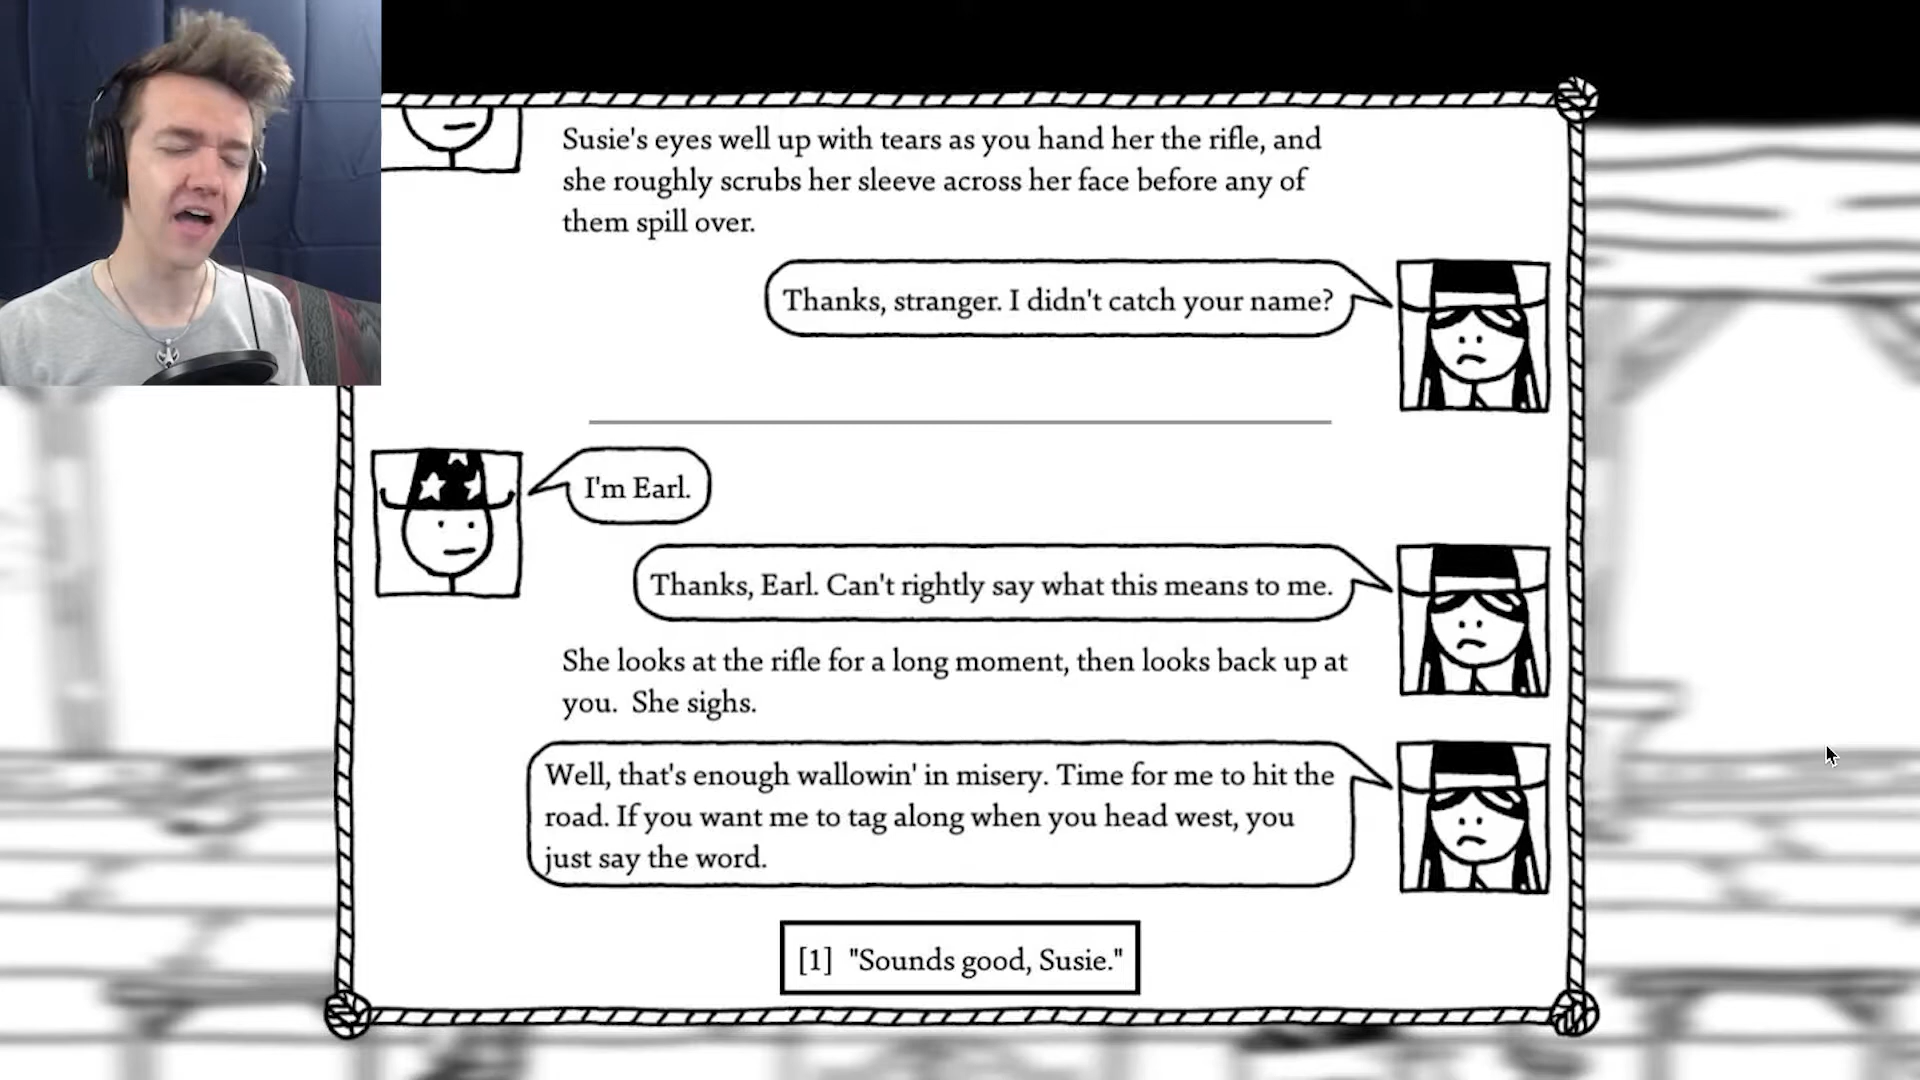 Susie's eyes well up with tears as you hand her the rifle, and
she roughly scrubs her sleeve across her face before any of
them spill over.
Thanks, stranger. I didn't catch your name?
I'm Earl.
Thanks, Earl. Can't rightly say what this means to me.
She looks at the rifle for a long moment, then looks back up at
you.  She sighs.
Well, that's enough wallowin' in misery. Time for me to hit the
road. If you want me to tag along when you head west, you
just say the word.
[1]  "Sounds good, Susie."